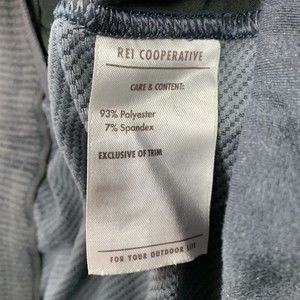 REI COOPERATIVE
CARE & CONTENT:
93% Polyester
7% Spandex
EXCLUSIVE OF TRIM
FOR YOUR OUTDOOR LIFE